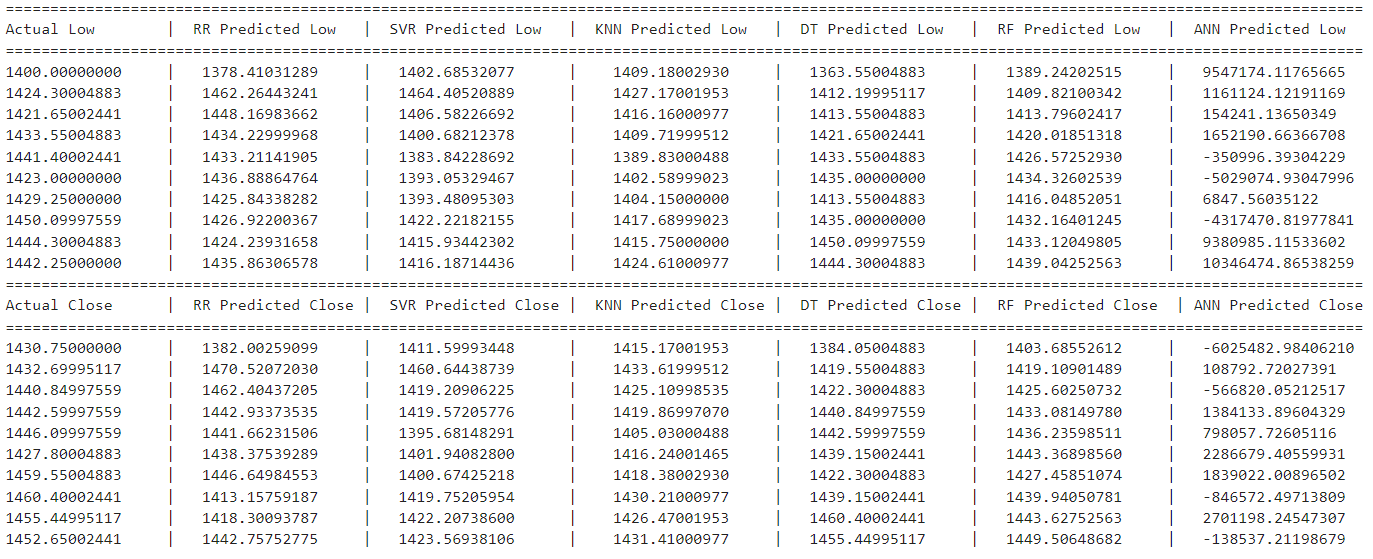 ================================================================================
Actual Low | RR Predicted Low | SVR Predicted Low | KNN Predicted Low | DT Predicted Low | RF Predicted Low | ANN Predicted Low
================================================================================
1400.00000000 | 1378.41031289 | 1402.68532077 | 1409.18002930 | 1363.55004883 | 1389.24202515 | 9547174.11765665
1424.30004883 | 1462.26443241 | 1464.40520889 | 1427.17001953 | 1412.19995117 | 1409.82100342 | 1161124.12191169
1421.65002441 | 1448.16983662 | 1406.58226692 | 1416.16000977 | 1413.55004883 | 1413.79602417 | 154241.13650349
1433.55004883 | 1434.22999968 | 1400.68212378 | 1409.71999512 | 1421.65002441 | 1420.01851318 | 1652190.66366708
1441.40002441 | 1433.21141905 | 1383.84228692 | 1389.83000488 | 1433.55004883 | 1426.57252930 | -350996.39304229
1423.00000000 | 1436.88864764 | 1393.05329467 | 1402.58999023 | 1435.00000000 | 1434.32602539 | -5029074.93047996
1429.25000000 | 1425.84338282 | 1393.48095303 | 1404.15000000 | 1413.55004883 | 1416.04852051 | 6847.56035122
1450.09997559 | 1426.92200367 | 1422.22182155 | 1417.68999023 | 1435.00000000 | 1432.16401245 | -4317470.81977841
1444.30004883 | 1424.23931658 | 1415.93442302 | 1415.75000000 | 1450.09997559 | 1433.12049805 | 9380985.11533602
1442.25000000 | 1435.86306578 | 1416.18714436 | 1424.61000977 | 1444.30004883 | 1439.04252563 | 10346474.86538259
================================================================================
Actual Close | RR Predicted Close | SVR Predicted Close | KNN Predicted Close | DT Predicted Close | RF Predicted Close | ANN Predicted Close
================================================================================
1430.75000000 | 1382.00259099 | 1411.59993448 | 1415.17001953 | 1384.05004883 | 1403.68552612 | -6025482.98406210
1432.69995117 | 1470.52072030 | 1460.64438739 | 1433.61999512 | 1419.55004883 | 1419.10901489 | 108792.72027391
1440.84997559 | 1462.40437205 | 1419.20906225 | 1425.10998535 | 1422.30004883 | 1425.60250732 | -566820.05212517
1442.59997559 | 1442.93373535 | 1419.57205776 | 1419.86997070 | 1440.84997559 | 1433.08149780 | 1384133.89604329
1446.09997559 | 1441.66231506 | 1395.68148291 | 1405.03000488 | 1442.59997559 | 1436.23598511 | 798057.72605116
1427.80004883 | 1438.37539289 | 1401.94082800 | 1416.24001465 | 1439.15002441 | 1443.36898560 | 2286679.40559931
1459.55004883 | 1446.64984553 | 1400.67425218 | 1418.38002930 | 1422.30004883 | 1427.45851074 | 1839022.00896502
1460.40002441 | 1413.15759187 | 1419.75205954 | 1430.21000977 | 1439.15002441 | 1439.94050781 | -846572.49713809
1455.44995117 | 1418.30093787 | 1422.20738600 | 1426.47001953 | 1460.40002441 | 1443.62752563 | 2701198.24547307
1452.65002441 | 1442.75752775 | 1423.56938106 | 1431.41000977 | 1455.44995117 | 1449.50648682 | -138537.21198679